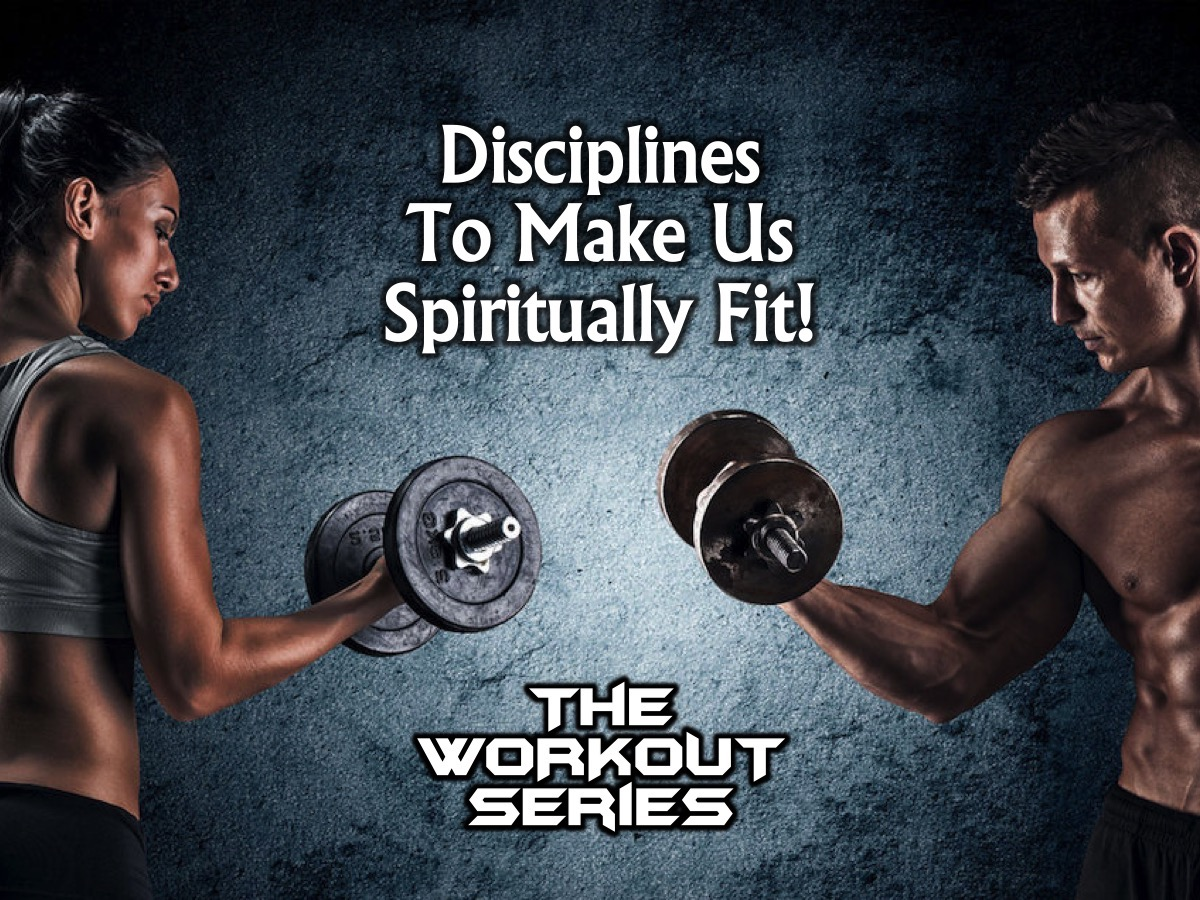 Disciplines
To Make Us
Spiritually Fit!
THE
WORKOUT
SERIES